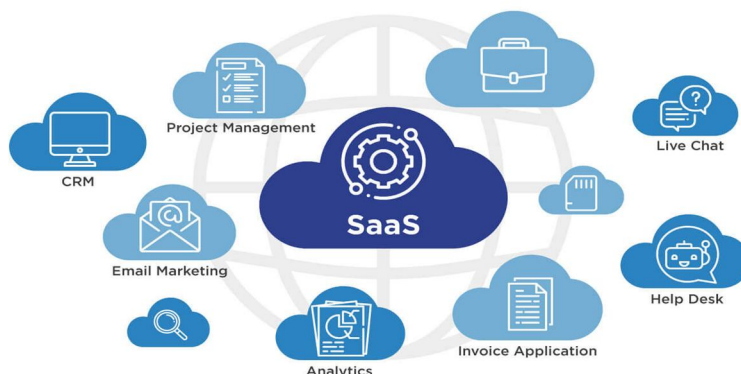 Project Management
CRM
Live Chat
SaaS
Email Marketing
Help Desk
Invoice Application
Analytics